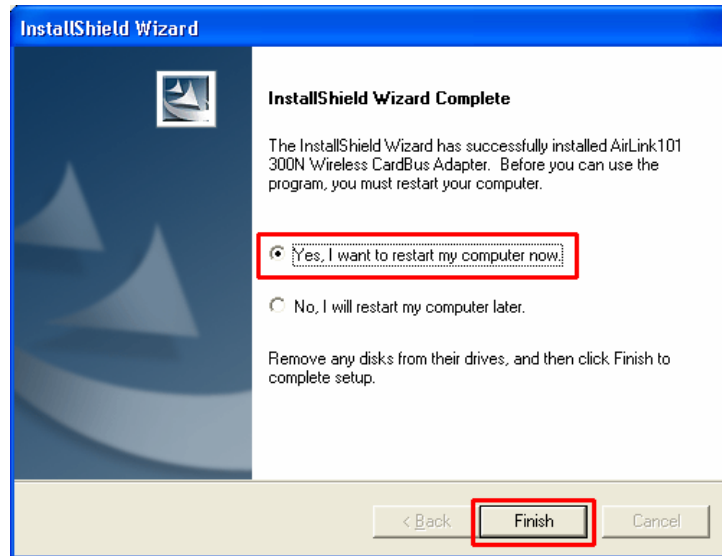 InstallShield Wizard
InstallShield Wizard Complete
The InstallShield Wizard has successfully installed AirLink101
300N Wireless CardBus Adapter. Before you can use the
program, you must restart your computer.
Yes, I want to restart my computer now.
No, I will restart my computer later.
Remove any disks from their drives, and then click Finish to
complete setup.
< Back
Finish
Cancel